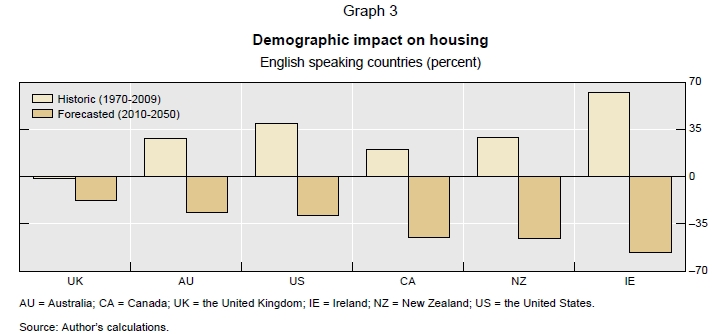 Graph 3
Demographic impact on housing
English speaking countries (percent)
Historic (1970-2009)
Forecasted (2010-2050)
70
35
0
–35
–70
UK AU US CA NZ IE
AU = Australia; CA = Canada; UK = the United Kingdom; IE = Ireland; NZ = New Zealand; US = the United States.
Source: Author's calculations.